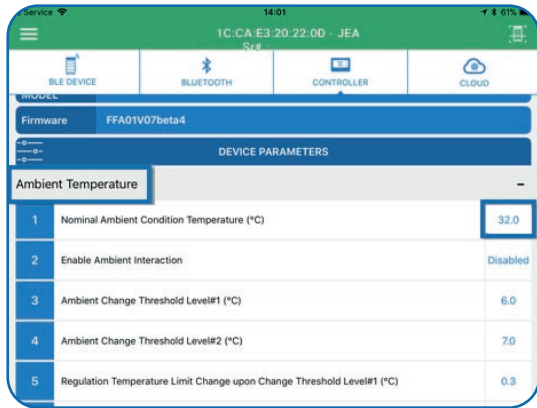 Service 14:01 61%
1C:CA:E3:20:22:0D - JEA
Sr#
BLE DEVICE BLUETOOTH CONTROLLER CLOUD
MODEL
Firmware FFA01V07beta4
DEVICE PARAMETERS
Ambient Temperature -
1 Nominal Ambient Condition Temperature (°C) 32.0
2 Enable Ambient Interaction Disabled
3 Ambient Change Threshold Level#1 (°C) 6.0
4 Ambient Change Threshold Level#2 (°C) 7.0
5 Regulation Temperature Limit Change upon Change Threshold Level#1 (°C) 0.3